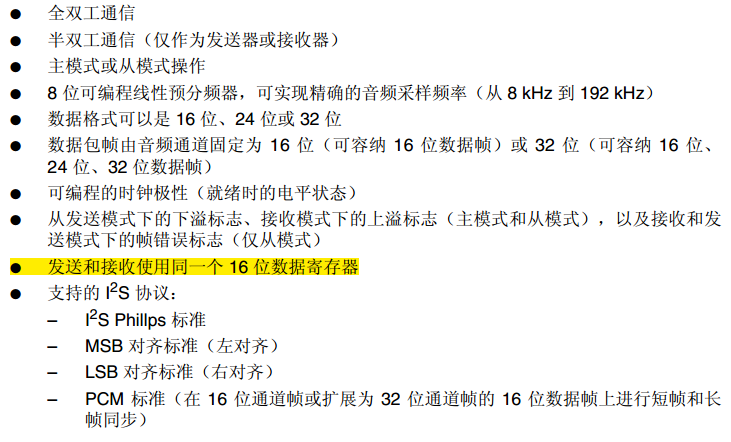 ● 全双工通信
● 半双工通信（仅作为发送器或接收器）
● 主模式或从模式操作
● 8 位可编程线性预分频器，可实现精确的音频采样频率（从 8 kHz 到 192 kHz）
● 数据格式可以是 16 位、24 位或 32 位
● 数据包帧由音频通道固定为 16 位（可容纳 16 位数据帧）或 32 位（可容纳 16 位、
24 位、32 位数据帧）
● 可编程的时钟极性（就绪时的电平状态）
● 从发送模式下的下溢标志、接收模式下的上溢标志（主模式和从模式），以及接收和发
送模式下的帧错误标志（仅从模式）
● 发送和接收使用同一个 16 位数据寄存器
● 支持的 I²S 协议：
– I²S Phillps 标准
– MSB 对齐标准（左对齐）
– LSB 对齐标准（右对齐）
– PCM 标准（在 16 位通道帧或扩展为 32 位通道帧的 16 位数据帧上进行短帧和长
帧同步）